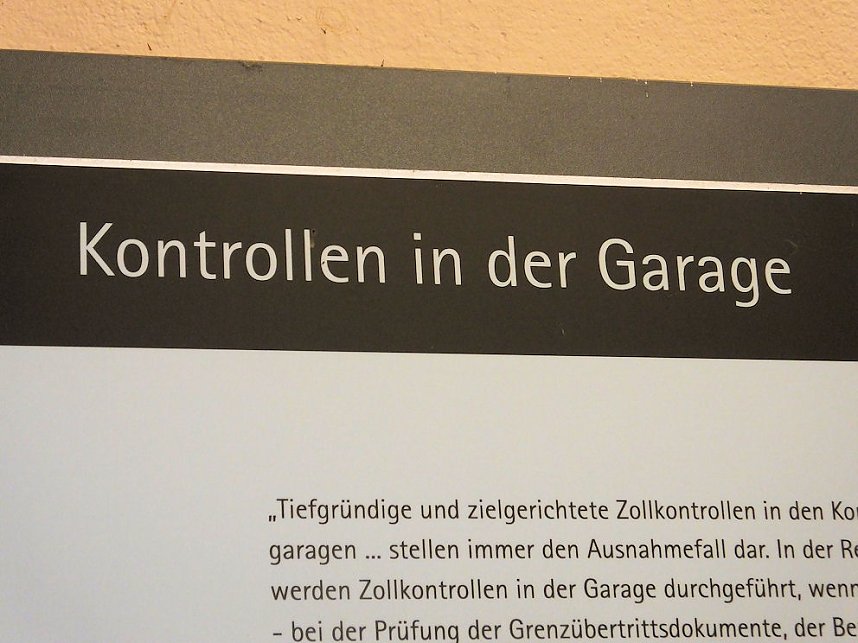 Kontrollen in der Garage
„Tiefgründige und zielgerichtete Zollkontrollen in den
garagen ... stellen immer den Ausnahmefall dar. In der
werden Zollkontrollen in der Garage durchgeführt, wenn
- bei der Prüfung der Grenzübertrittsdokumente, der